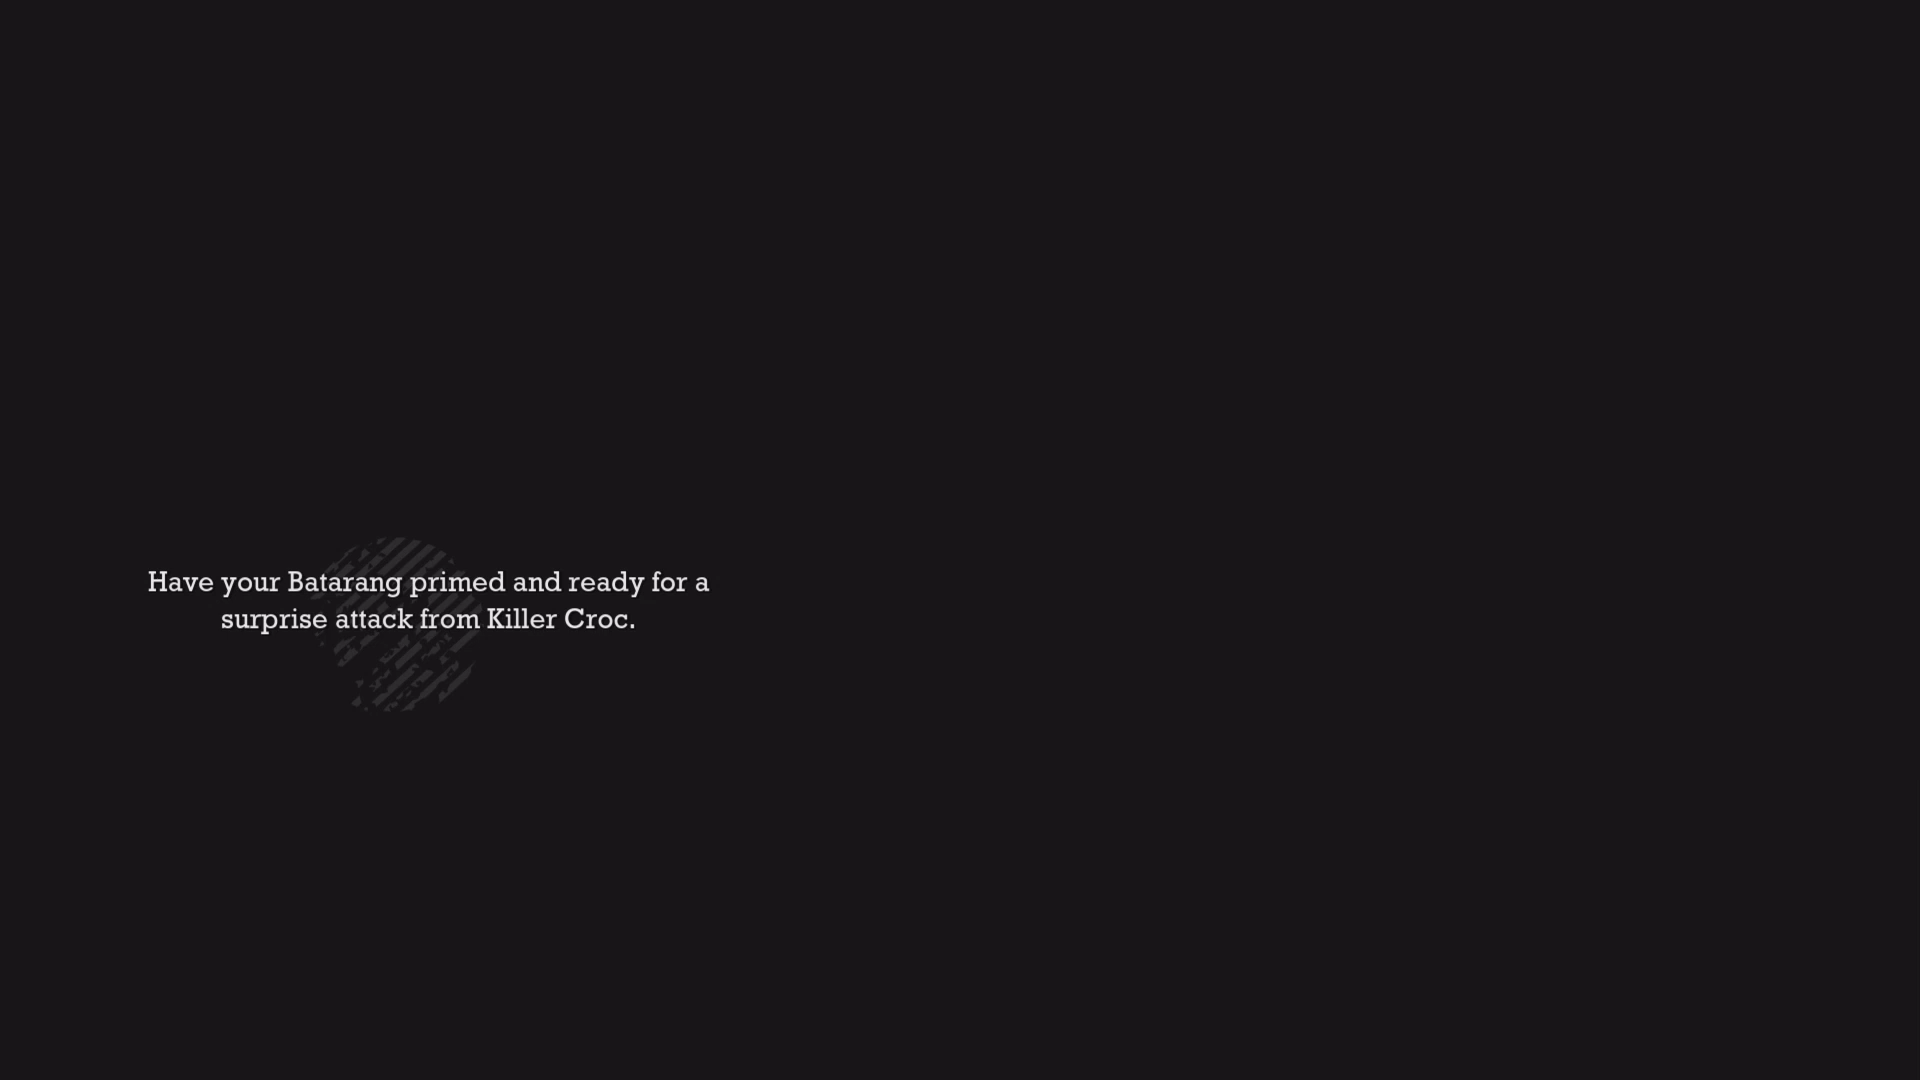 Have your Batarang primed and ready for a
surprise attack from Killer Croc.